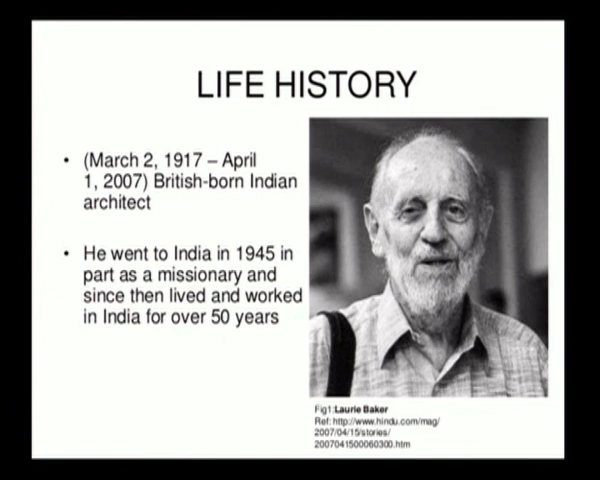 LIFE HISTORY
• (March 2, 1917 – April
1, 2007) British-born Indian
architect
• He went to India in 1945 in
part as a missionary and
since then lived and worked
in India for over 50 years
Fig1:Laurie Baker
Ref: http://www.hindu.com/mag/
2007/04/15/stories/
2007041500060300.htm